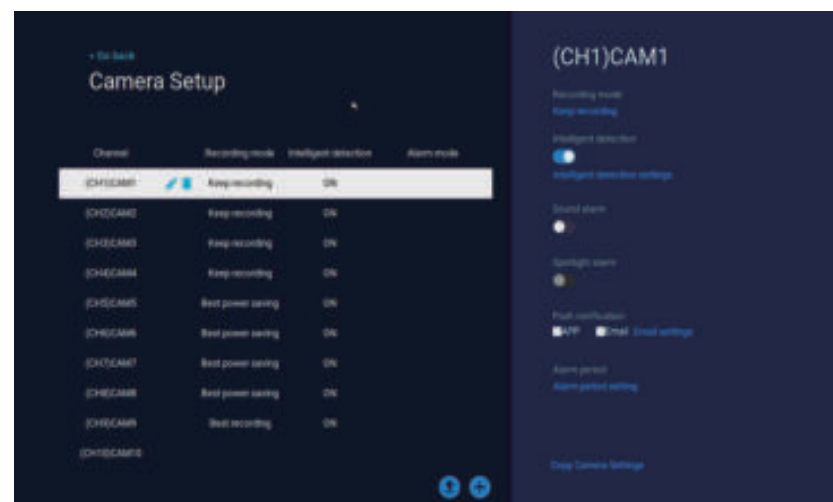 < Go back
Camera Setup
Channel Recording mode Intelligent detection Alarm mode
(CH1)CAM1 Keep recording ON
(CH2)CAM2 Keep recording ON
(CH3)CAM3 Keep recording ON
(CH4)CAM4 Keep recording ON
(CH5)CAM5 Best power saving ON
(CH6)CAM6 Best power saving ON
(CH7)CAM7 Best power saving ON
(CH8)CAM8 Best power saving ON
(CH9)CAM9 Best recording ON
(CH10)CAM10
(CH1)CAM1
Recording mode
Keep recording
Intelligent detection
Intelligent detection settings
Sound alarm
Spotlight alarm
Push notification
APP Email Email settings
Alarm period
Alarm period setting
Copy Camera Settings